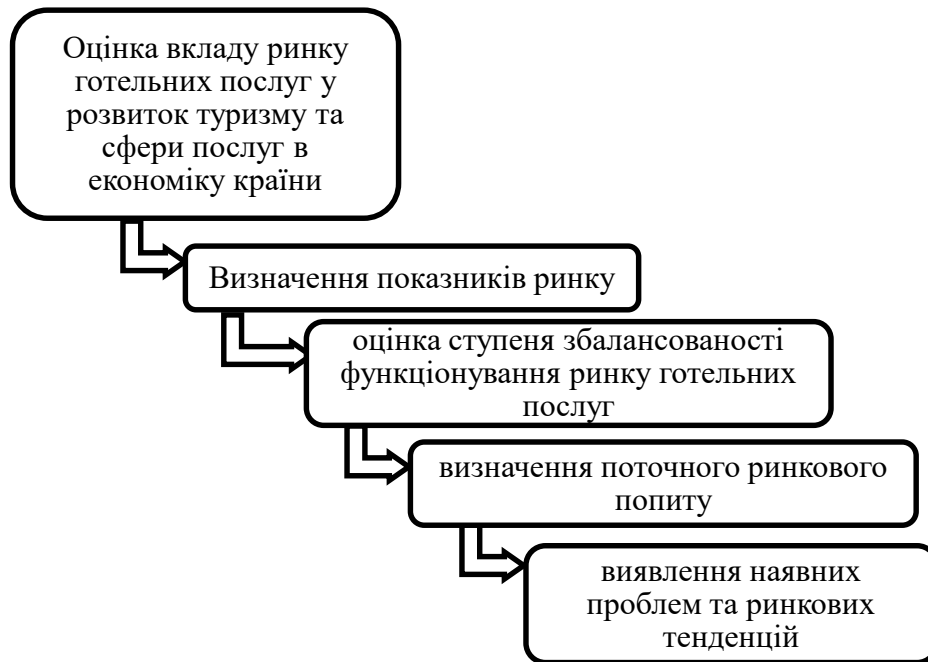 Оцінка вкладу ринку
готельних послуг у
розвиток туризму та
сфери послуг в
економіку країни
Визначення показників ринку
оцінка ступеня збалансованості
функціонування ринку готельних
послуг
визначення поточного ринкового
попиту
виявлення наявних
проблем та ринкових
тенденцій